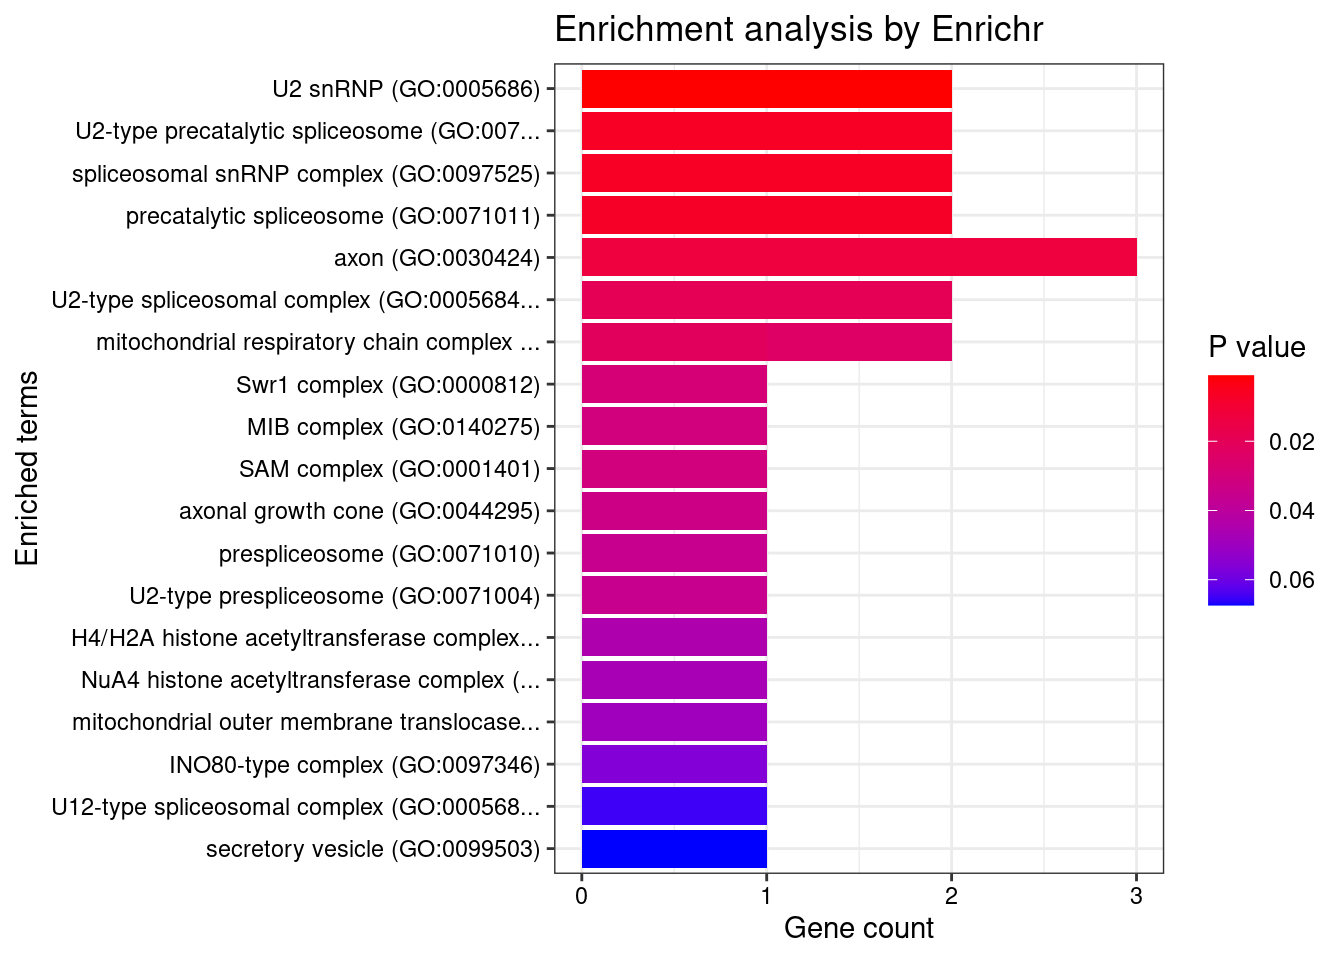 Enrichment analysis by Enrichr
U2 snRNP (GO:0005686)
U2-type precatalytic spliceosome (GO:007...
spliceosomal snRNP complex (GO:0097525)
precatalytic spliceosome (GO:0071011)
axon (GO:0030424)
U2-type spliceosomal complex (GO:0005684...
mitochondrial respiratory chain complex ...
Swr1 complex (GO:0000812)
MIB complex (GO:0140275)
SAM complex (GO:0001401)
axonal growth cone (GO:0044295)
prespliceosome (GO:0071010)
U2-type prespliceosome (GO:0071004)
H4/H2A histone acetyltransferase complex...
NuA4 histone acetyltransferase complex (...
mitochondrial outer membrane translocase...
INO80-type complex (GO:0097346)
U12-type spliceosomal complex (GO:000568...
secretory vesicle (GO:0099503)
Enriched terms
0 1 2 3
Gene count
P value
0.02
0.04
0.06